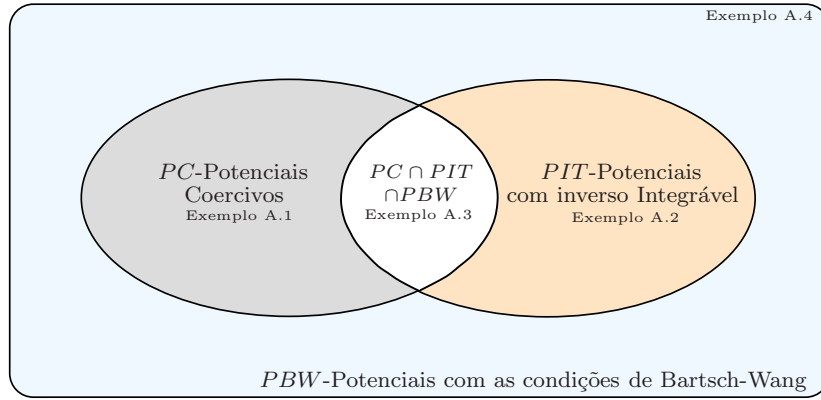 Exemplo A.4
PC-Potenciais
Coercivos
Exemplo A.1
PC ∩ PIT
∩PBW
Exemplo A.3
PIT-Potenciais
com inverso Integrável
Exemplo A.2
PBW-Potenciais com as condições de Bartsch-Wang